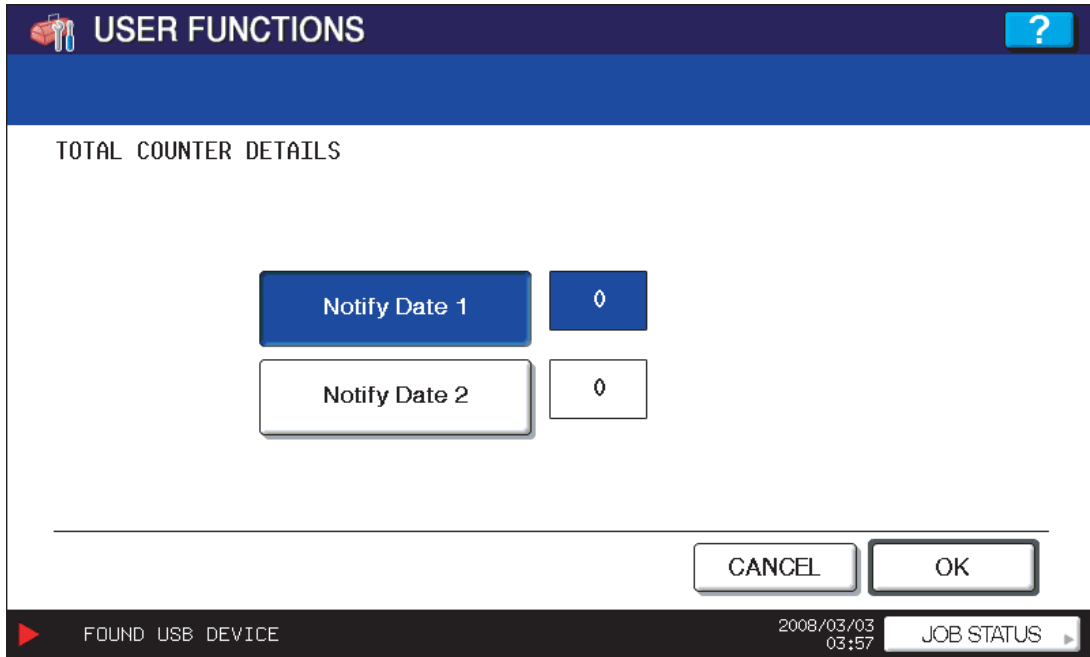 USER FUNCTIONS
?
TOTAL COUNTER DETAILS
Notify Date 1
0
Notify Date 2
0
CANCEL
OK
FOUND USB DEVICE
2008/03/03
03:57
JOB STATUS